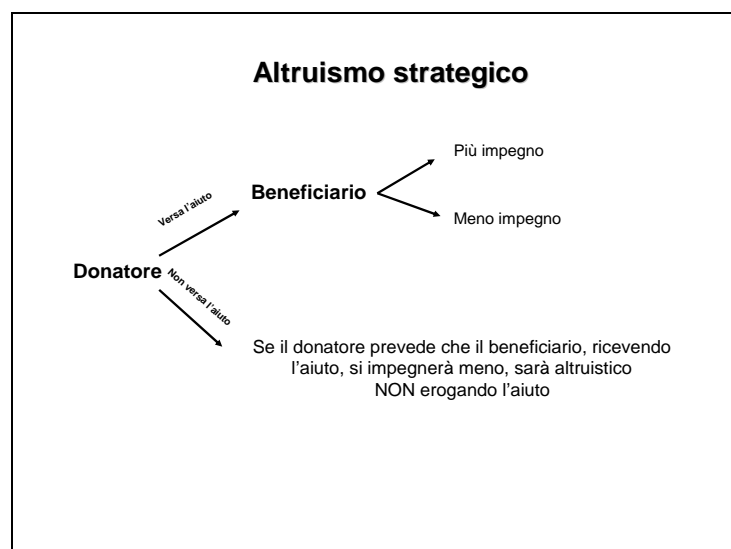 Altruismo strategico
Più impegno
Beneficiario
Versa l'aiuto
Meno impegno
Donatore
Non versa l'aiuto
Se il donatore prevede che il beneficiario, ricevendo
l'aiuto, si impegnerà meno, sarà altruistico
NON erogando l'aiuto